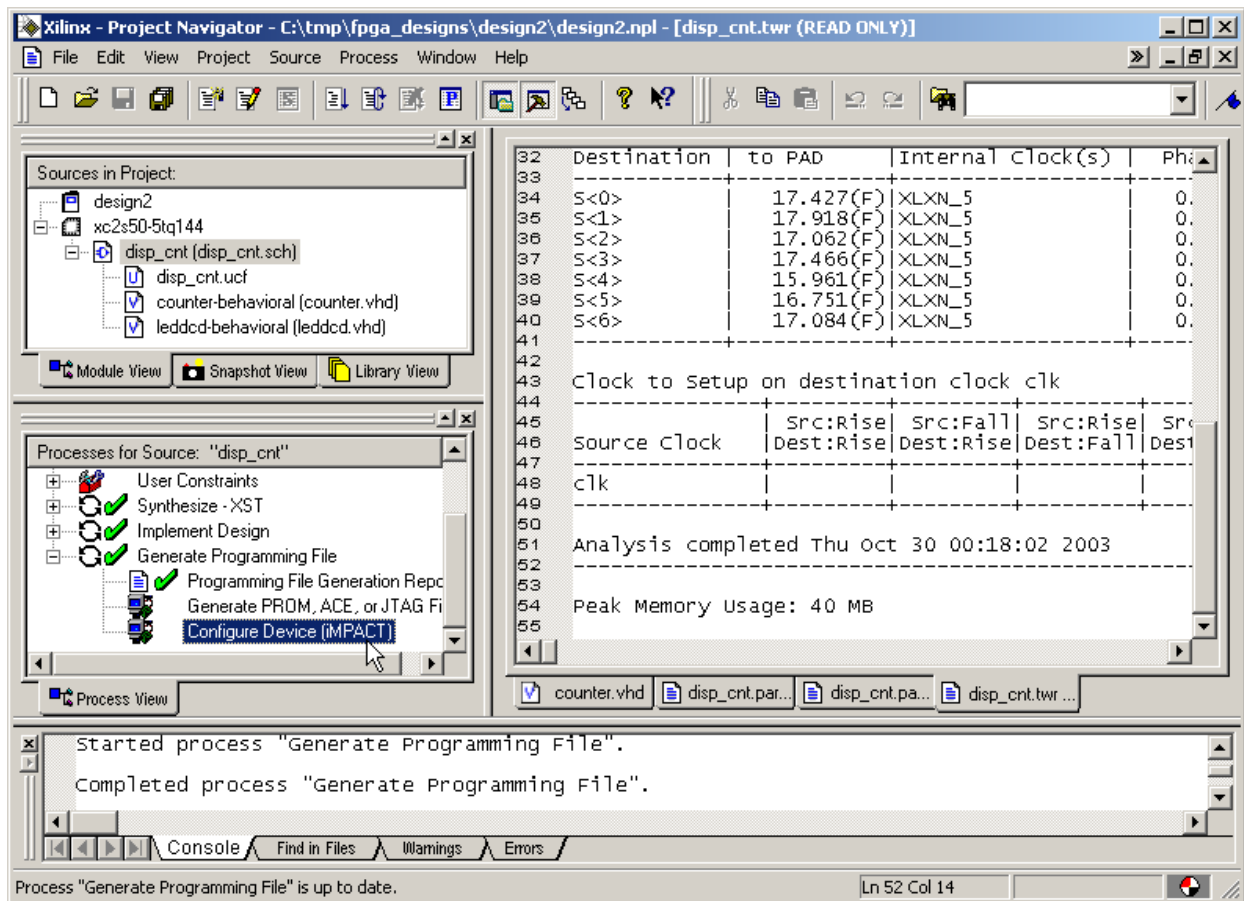 Xilinx - Project Navigator - C:\tmp\fpga_designs\design2\design2.npl - [disp_cnt.twr (READ ONLY)]
File Edit View Project Source Process Window Help
Sources in Project:
design2
xc2s50-5tq144
disp_cnt (disp_cnt.sch)
disp_cnt.ucf
counter-behavioral (counter.vhd)
leddcd-behavioral (leddcd.vhd)
Module View Snapshot View Library View
Processes for Source: "disp_cnt"
User Constraints
Synthesize - XST
Implement Design
Generate Programming File
Programming File Generation Repo
Generate PROM, ACE, or JTAG Fi
Configure Device (iMPACT)
Process View
32 Destination | to PAD |Internal Clock(s) | Pha
33 ------------+------------+------------------+----
34 S<0> | 17.427(F)|XLXN_5 | 0.
35 S<1> | 17.918(F)|XLXN_5 | 0.
36 S<2> | 17.062(F)|XLXN_5 | 0.
37 S<3> | 17.466(F)|XLXN_5 | 0.
38 S<4> | 15.961(F)|XLXN_5 | 0.
39 S<5> | 16.751(F)|XLXN_5 | 0.
40 S<6> | 17.084(F)|XLXN_5 | 0.
41 ------------+------------+------------------+----
42
43 Clock to Setup on destination clock clk
44 ---------------+---------+---------+---------+----
45 | Src:Rise| Src:Fall| Src:Rise| Src
46 Source Clock |Dest:Rise|Dest:Rise|Dest:Fall|Dest
47 ---------------+---------+---------+---------+----
48 clk | | | |
49 ---------------+---------+---------+---------+----
50
51 Analysis completed Thu Oct 30 00:18:02 2003
52 --------------------------------------------------
53
54 Peak Memory Usage: 40 MB
55
counter.vhd disp_cnt.par... disp_cnt.pa... disp_cnt.twr ...
Started process "Generate Programming File".
Completed process "Generate Programming File".
Console Find in Files Warnings Errors
Process "Generate Programming File" is up to date. Ln 52 Col 14